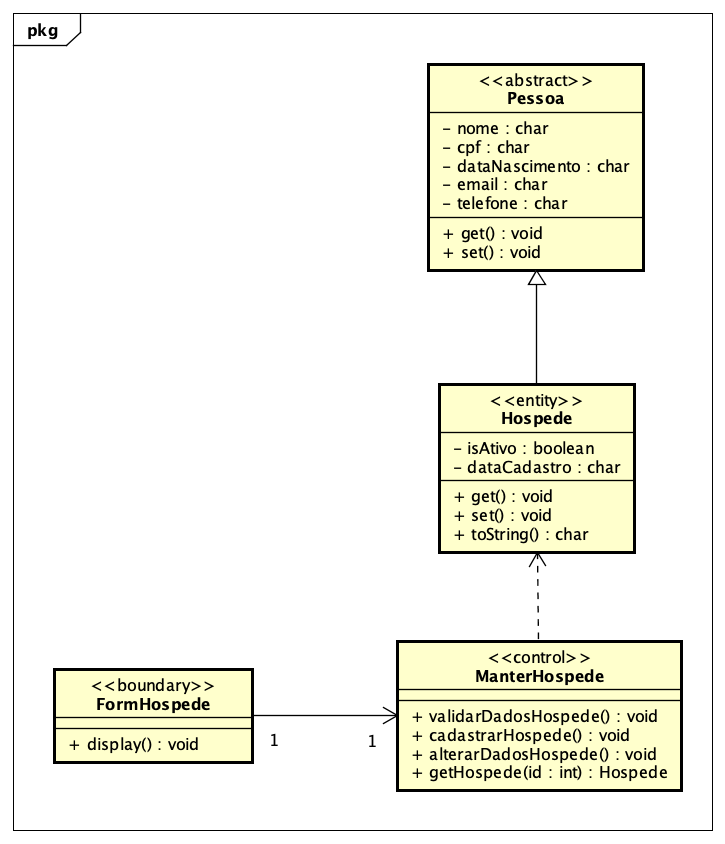 pkg
<<abstract>>
Pessoa
- nome : char
- cpf : char
- dataNascimento : char
- email : char
- telefone : char
+ get() : void
+ set() : void
<<entity>>
Hospede
- isAtivo : boolean
- dataCadastro : char
+ get() : void
+ set() : void
+ toString() : char
<<boundary>>
FormHospede
+ display() : void
1
1
<<control>>
ManterHospede
+ validarDadosHospede() : void
+ cadastrarHospede() : void
+ alterarDadosHospede() : void
+ getHospede(id : int) : Hospede